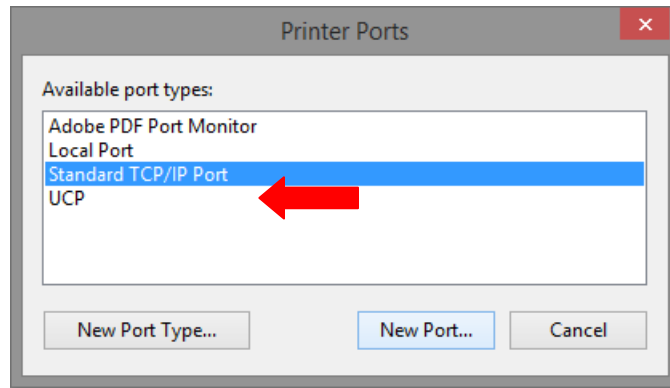 Printer Ports
Available port types:
Adobe PDF Port Monitor
Local Port
Standard TCP/IP Port
UCP
New Port Type... New Port... Cancel